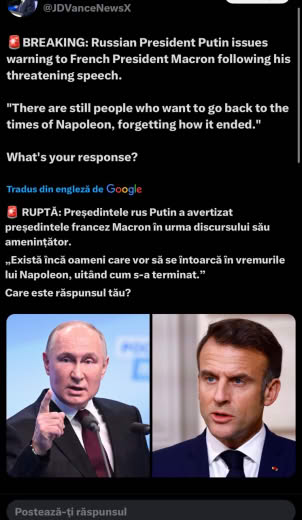 @JDVanceNewsX
🚨BREAKING: Russian President Putin issues
warning to French President Macron following his
threatening speech.
"There are still people who want to go back to the
times of Napoleon, forgetting how it ended."
What's your response?
Tradus din engleză de Google
🚨 RUPTĂ: Președintele rus Putin a avertizat
președintele francez Macron în urma discursului său
amenințător.
„Există încă oameni care vor să se întoarcă în vremurile
lui Napoleon, uitând cum s-a terminat.”
Care este răspunsul tău?
Postează-ți răspunsul